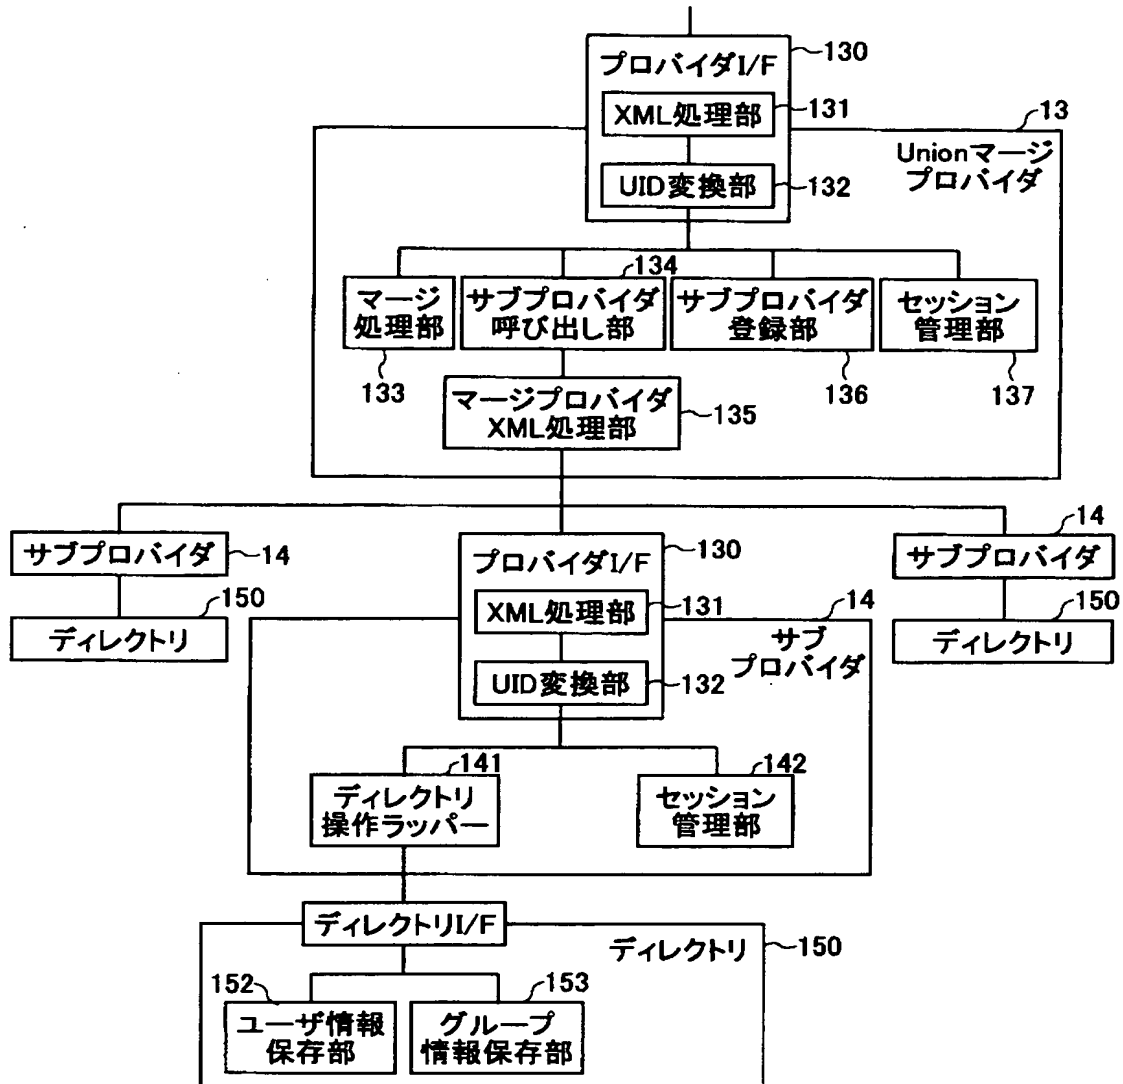 プロバイダI/F
130
XML処理部
131
13
Unionマージ
プロバイダ
UID変換部
132
134
マージ
処理部
サブプロバイダ
呼び出し部
サブプロバイダ
登録部
セッション
管理部
133
136
137
マージプロバイダ
XML処理部
135
サブプロバイダ
14
プロバイダI/F
130
14
サブプロバイダ
150
ディレクトリ
XML処理部
131
14
サブ
プロバイダ
150
ディレクトリ
UID変換部
132
141
ディレクトリ
操作ラッパー
142
セッション
管理部
ディレクトリI/F
ディレクトリ
150
152
ユーザ情報
保存部
153
グループ
情報保存部